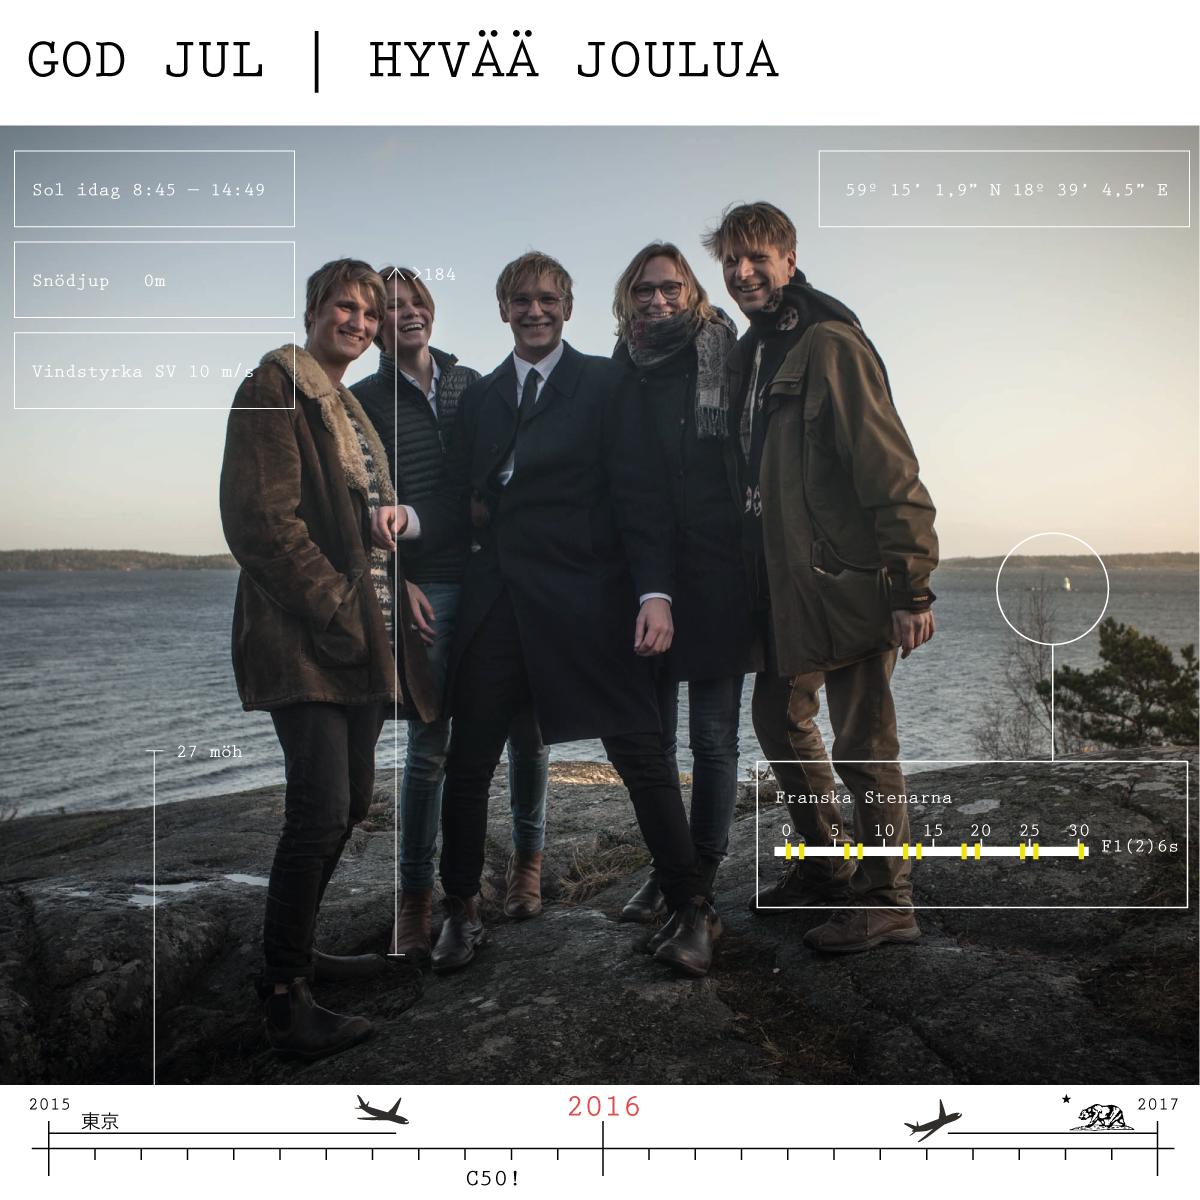 GOD JUL | HYVÄÄ JOULUA
Sol idag 8:45 – 14:49
59º 15’ 1,9” N 18º 39’ 4,5” E
Snödjup 0m
>184
Vindstyrka SV 10 m/s
27 möh
Franska Stenarna
0 5 10 15 20 25 30
Fl(2)6s
2015 2016 2017
東京
C50!